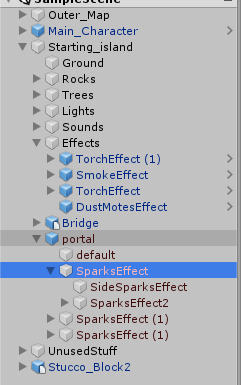 SampleScene
Outer_Map
Main_Character
Starting_island
Ground
Rocks
Trees
Lights
Sounds
Effects
TorchEffect (1)
SmokeEffect
TorchEffect
DustMotesEffect
Bridge
portal
default
SparksEffect
SideSparksEffect
SparksEffect2
SparksEffect (1)
SparksEffect (1)
UnusedStuff
Stucco_Block2